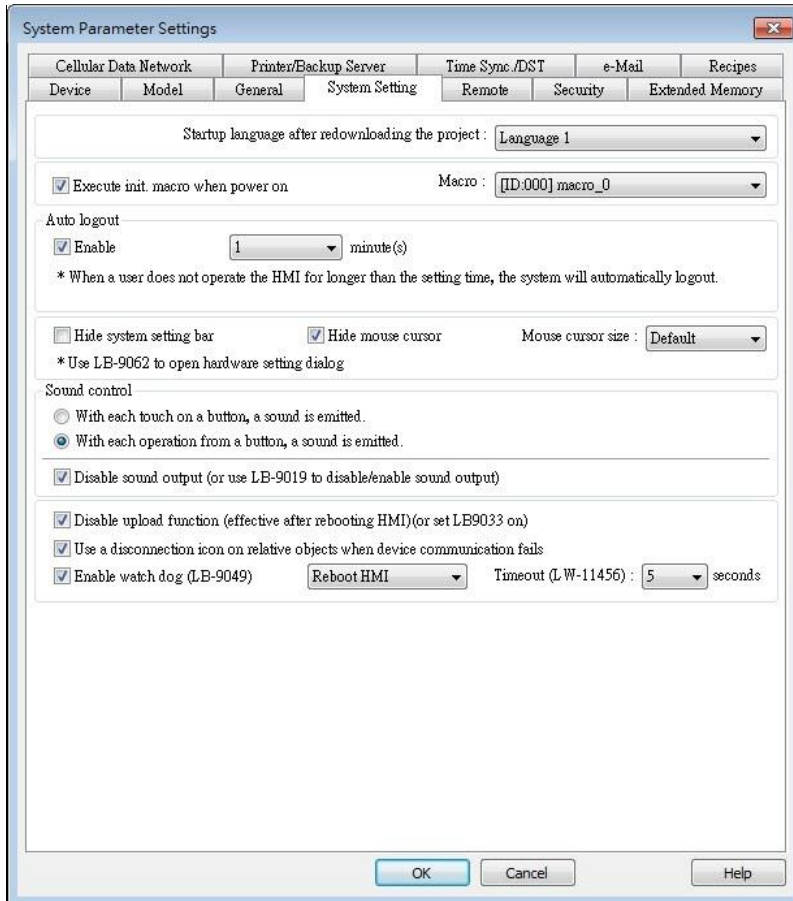 System Parameter Settings
Cellular Data Network Printer/Backup Server Time Sync./DST e-Mail Recipes
Device Model General System Setting Remote Security Extended Memory
Startup language after redownloading the project : Language 1
Execute init. macro when power on Macro : [ID:000] macro_0
Auto logout
Enable 1 minute(s)
* When a user does not operate the HMI for longer than the setting time, the system will automatically logout.
Hide system setting bar Hide mouse cursor Mouse cursor size : Default
*Use LB-9062 to open hardware setting dialog
Sound control
With each touch on a button, a sound is emitted.
With each operation from a button, a sound is emitted.
Disable sound output (or use LB-9019 to disable/enable sound output)
Disable upload function (effective after rebooting HMI)(or set LB9033 on)
Use a disconnection icon on relative objects when device communication fails
Enable watch dog (LB-9049) Reboot HMI Timeout (LW-11456) : 5 seconds
OK Cancel Help